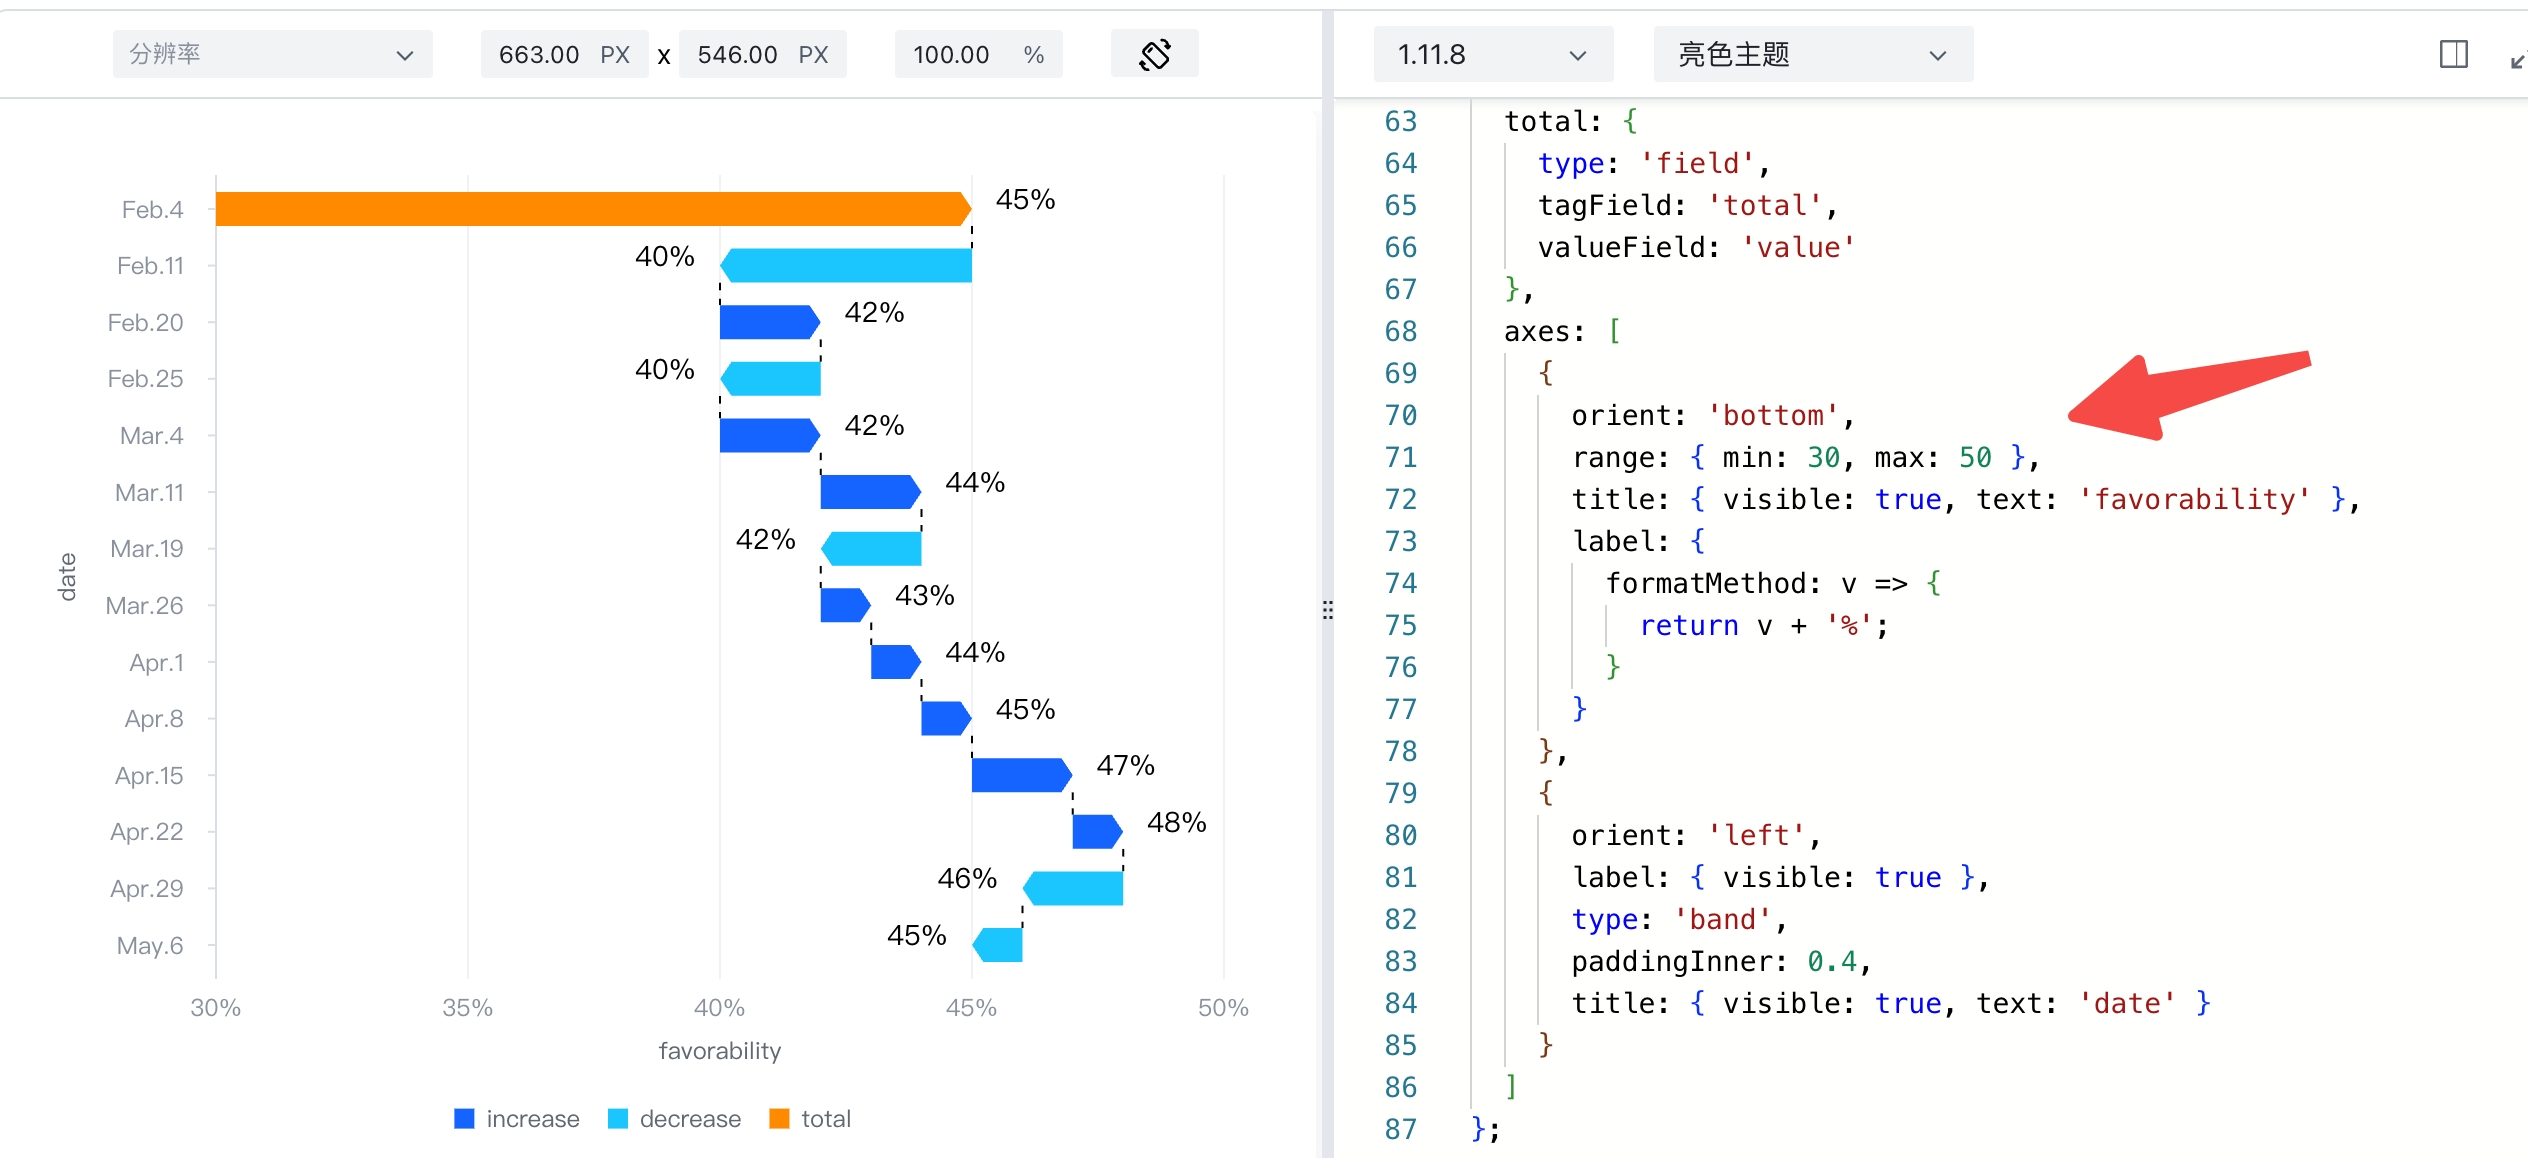 分辨率
663.00 PX x 546.00 PX
100.00 %
1.11.8
亮色主题
Feb.4
45%
Feb.11
40%
Feb.20
42%
Feb.25
40%
Mar.4
42%
Mar.11
44%
Mar.19
42%
Mar.26
43%
Apr.1
44%
Apr.8
45%
Apr.15
47%
Apr.22
48%
Apr.29
46%
May.6
45%
date
30% 35% 40% 45% 50%
favorability
increase decrease total
63 total: {
64 type: 'field',
65 tagField: 'total',
66 valueField: 'value'
67 },
68 axes: [
69 {
70 orient: 'bottom',
71 range: { min: 30, max: 50 },
72 title: { visible: true, text: 'favorability' },
73 label: {
74 formatMethod: v => {
75 return v + '%';
76 }
77 }
78 },
79 {
80 orient: 'left',
81 label: { visible: true },
82 type: 'band',
83 paddingInner: 0.4,
84 title: { visible: true, text: 'date' }
85 }
86 ]
87 };